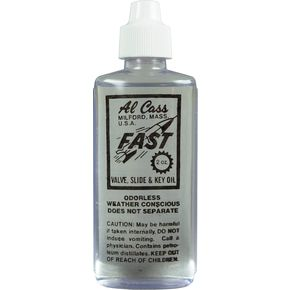 Al Cass
MILFORD, MASS.
U.S.A.
FAST
2 oz.
VALVE, SLIDE & KEY OIL
ODORLESS
WEATHER CONSCIOUS
DOES NOT SEPARATE
CAUTION: May be harmful
if taken internally. DO NOT
induce vomiting. Call a
physician. Contains petro-
leum distillates. KEEP OUT
OF REACH OF CHILDREN.